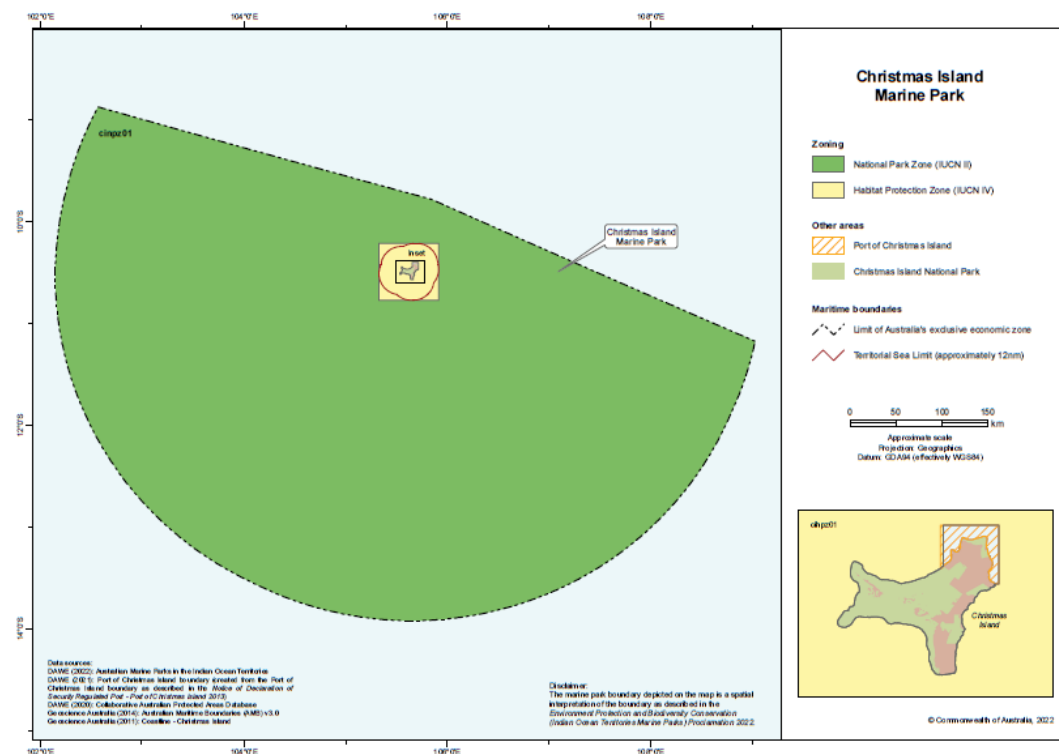 102°0'E
104°0'E
106°0'E
108°0'E
10°0'S
12°0'S
14°0'S
102°0'E
104°0'E
106°0'E
108°0'E
cinpz01
Inset
Christmas Island
Marine Park
Data sources:
DAWE (2022): Australian Marine Parks in the Indian Ocean Territories
DAWE (2021): Port of Christmas Island boundary (created from the Port of
Christmas Island boundary as described in the Notice of Declaration of
Security Regulated Port - Port of Christmas Island 2013)
DAWE (2020): Collaborative Australian Protected Areas Database
Geoscience Australia (2014): Australian Maritime Boundaries (AMB) v3.0
Geoscience Australia (2011): Coastline - Christmas Island
Disclaimer:
The marine park boundary depicted on the map is a spatial
interpretation of the boundary as described in the
Environment Protection and Biodiversity Conservation
(Indian Ocean Territories Marine Parks) Proclamation 2022.
Christmas Island
Marine Park
Zoning
National Park Zone (IUCN II)
Habitat Protection Zone (IUCN IV)
Other areas
Port of Christmas Island
Christmas Island National Park
Maritime boundaries
Limit of Australia's exclusive economic zone
Territorial Sea Limit (approximately 12nm)
0 50 100 150
km
Approximate scale
Projection: Geographics
Datum: GDA94 (effectively WGS84)
cihpz01
Christmas
Island
© Commonwealth of Australia, 2022